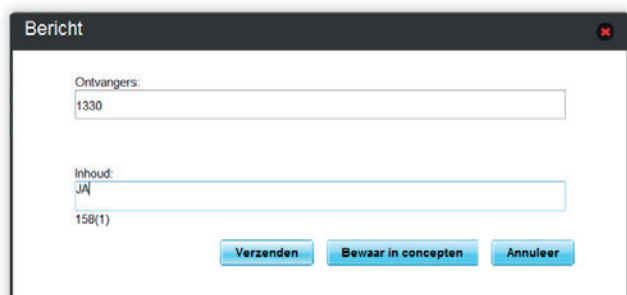 Bericht
Ontvangers:
1330
Inhoud:
JA
158(1)
Verzenden Bewaar in concepten Annuleer